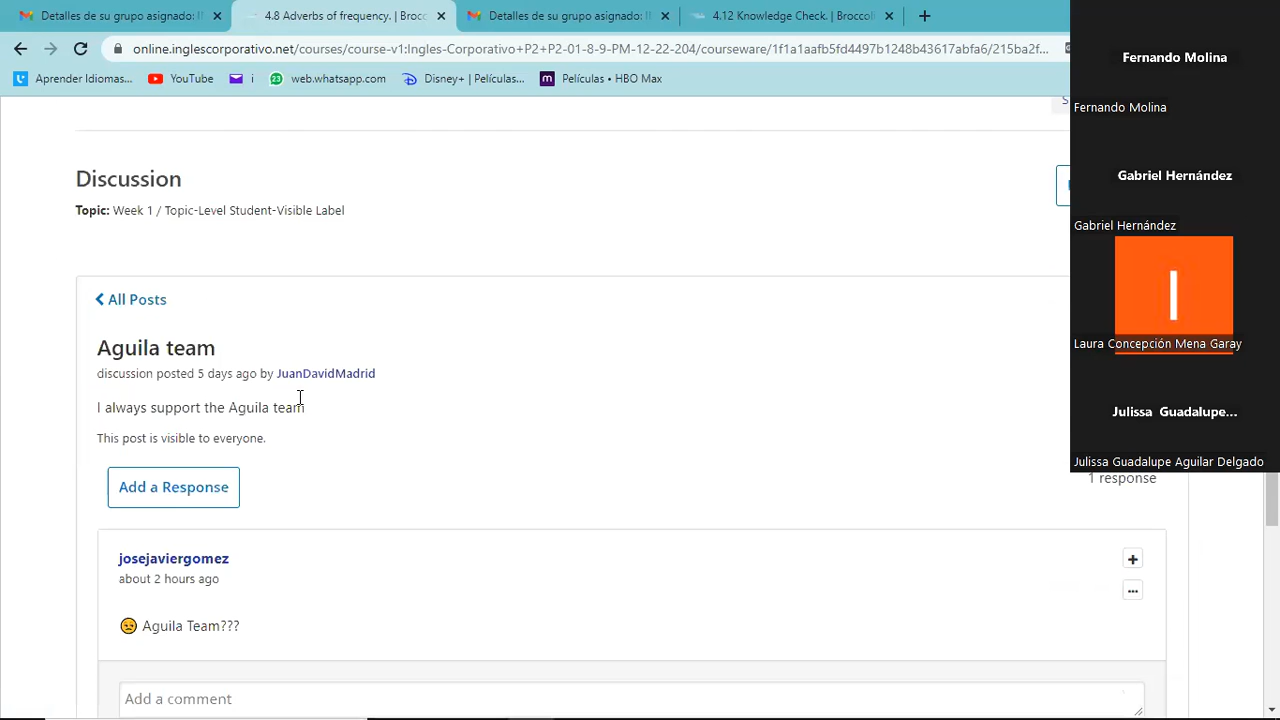 Detalles de su grupo asignado: I
4.8 Adverbs of frequency. | Brocc
Detalles de su grupo asignado: I
4.12 Knowledge Check. | Broccoli
online.inglescorporativo.net/courses/course-v1:Ingles-Corporativo+P2+P2-01-8-9-PM-12-22-204/courseware/1f1a1aafb5fd4497b1248b43617abfa6/215ba2f...
Aprender Idiomas...
YouTube
i
web.whatsapp.com
Disney+ | Películas...
Películas • HBO Max
Fernando Molina
Fernando Molina
Gabriel Hernández
Gabriel Hernández
I
Laura Concepción Mena Garay
Julissa Guadalupe...
Julissa Guadalupe Aguilar Delgado
Discussion
Topic: Week 1 / Topic-Level Student-Visible Label
All Posts
Aguila team
discussion posted 5 days ago by JuanDavidMadrid
I always support the Aguila team
This post is visible to everyone.
Add a Response
1 response
josejaviergomez
about 2 hours ago
😒 Aguila Team???
Add a comment